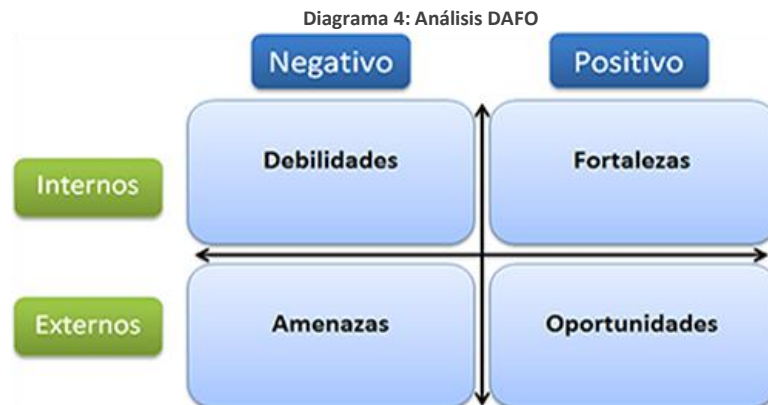 Diagrama 4: Análisis DAFO
Negativo
Positivo
Internos
Debilidades
Fortalezas
Externos
Amenazas
Oportunidades